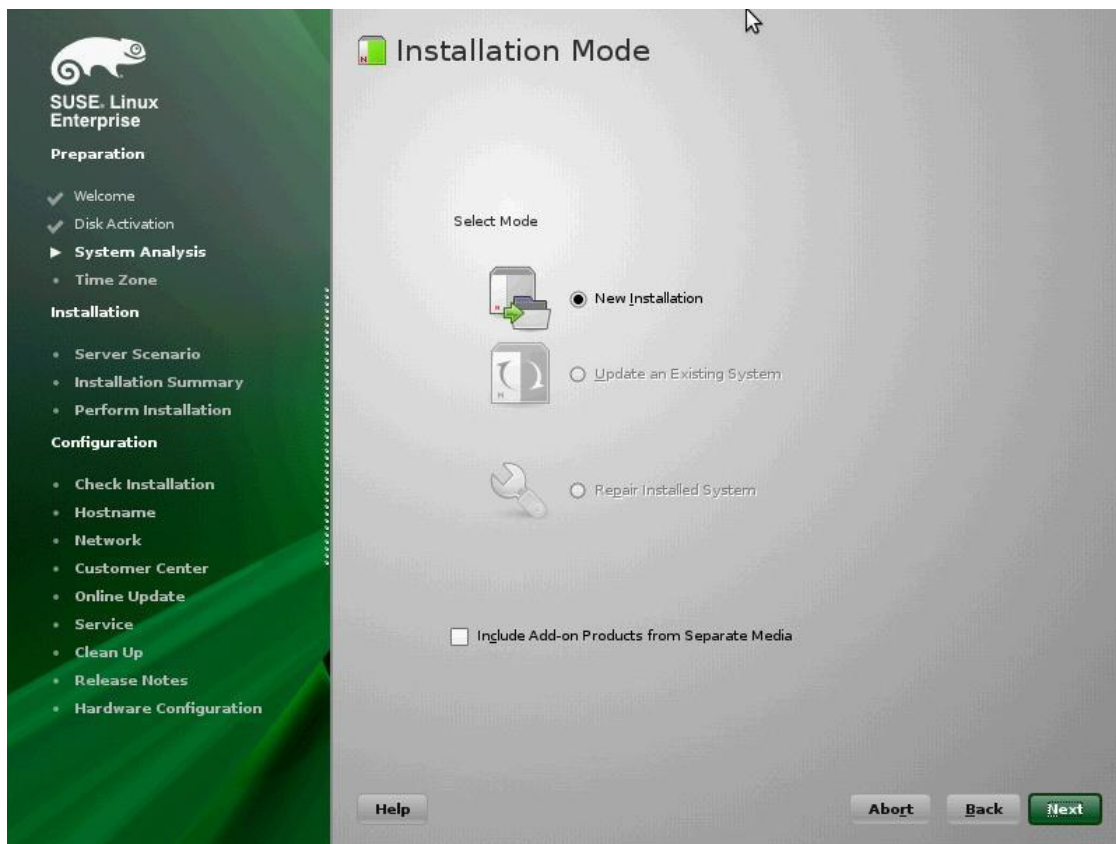 SUSE. Linux
Enterprise
Preparation
Welcome
Disk Activation
System Analysis
Time Zone
Installation
Server Scenario
Installation Summary
Perform Installation
Configuration
Check Installation
Hostname
Network
Customer Center
Online Update
Service
Clean Up
Release Notes
Hardware Configuration
Installation Mode
Select Mode
New Installation
Update an Existing System
Repair Installed System
Include Add-on Products from Separate Media
Help
Abort
Back
Next